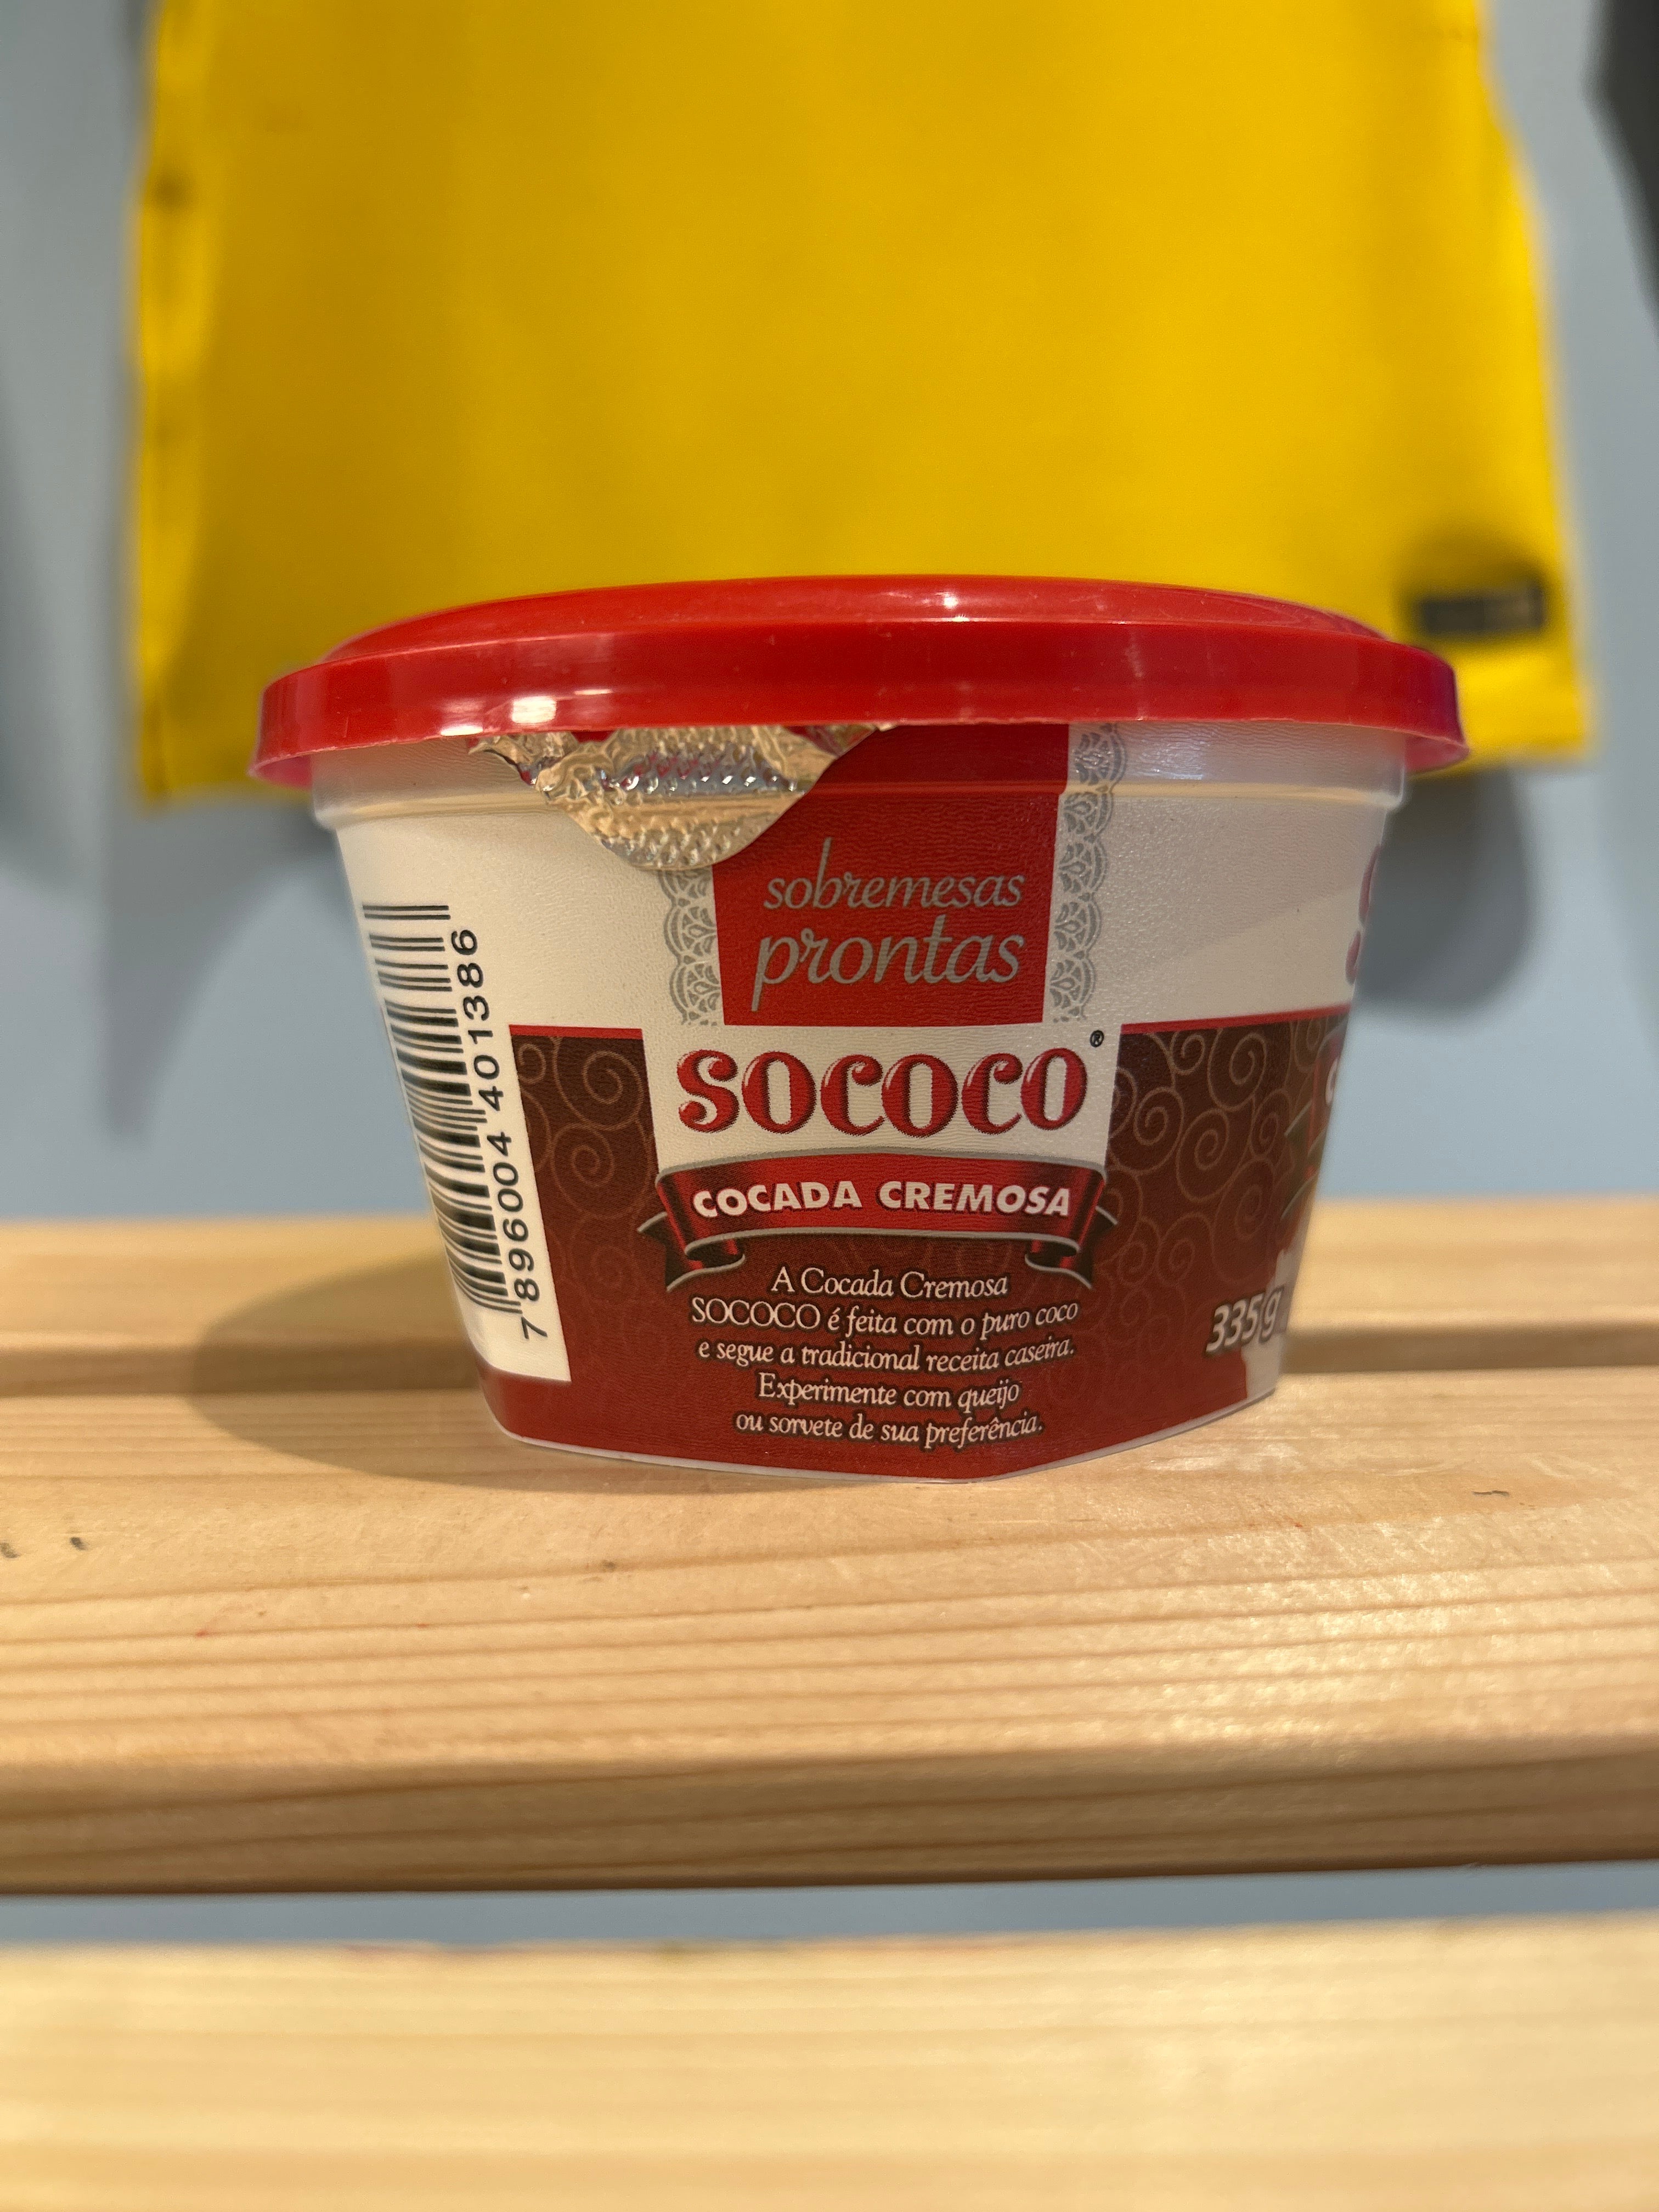 sobremesas
prontas
SOCOCO®
COCADA CREMOSA
A Cocada Cremosa
SOCOCO é feita com o puro coco
e segue a tradicional receita caseira.
Experimente com queijo
ou sorvete de sua preferência.
335g
7 896004 401386